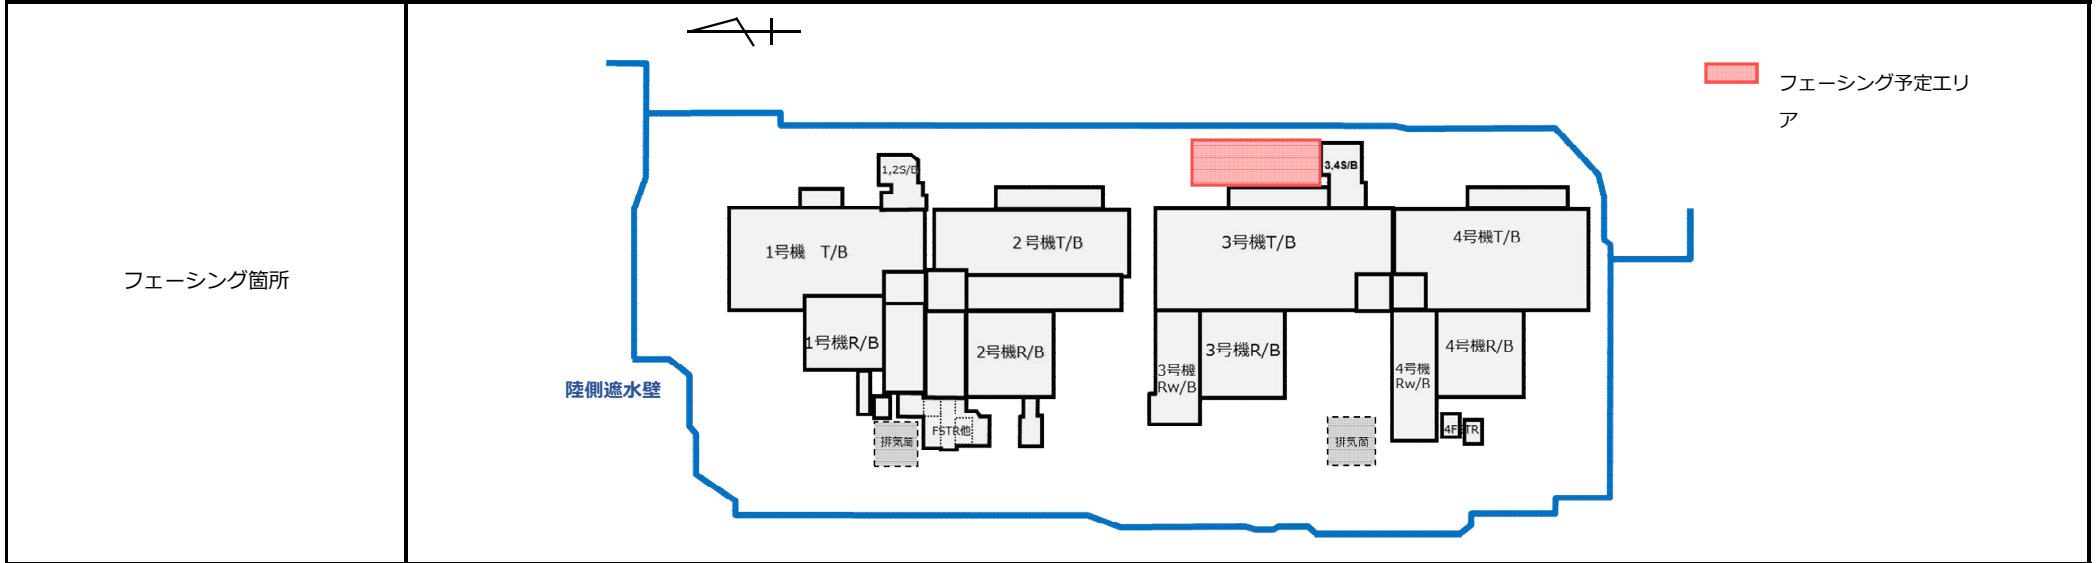 フェーシング箇所
フェーシング予定エリ
ア
1,2S/B
3,4S/B
1号機 T/B
2号機T/B
3号機T/B
4号機T/B
1号機R/B
2号機R/B
3号機
Rw/B
3号機R/B
4号機
Rw/B
4号機R/B
陸側遮水壁
排気筒
FSTR他
排気筒
4FSTR